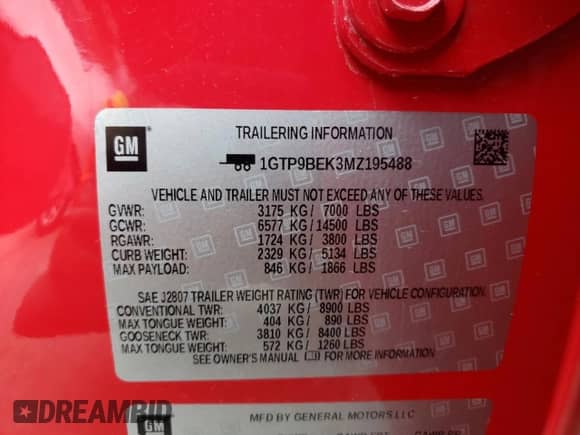 GM
TRAILERING INFORMATION
1GTP9BEK3MZ195488
VEHICLE AND TRAILER MUST NOT EXCEED ANY OF THESE VALUES.
GVWR: 3175 KG/ 7000 LBS
GCWR: 6577 KG/ 14500 LBS
RGAWR: 1724 KG/ 3800 LBS
CURB WEIGHT: 2329 KG/ 5134 LBS
MAX PAYLOAD: 846 KG/ 1866 LBS
SAE J2807 TRAILER WEIGHT RATING (TWR) FOR VEHICLE CONFIGURATION.
CONVENTIONAL TWR: 4037 KG/ 8900 LBS
MAX TONGUE WEIGHT: 404 KG/ 890 LBS
GOOSENECK TWR: 3810 KG/ 8400 LBS
MAX TONGUE WEIGHT: 572 KG/ 1260 LBS
SEE OWNER'S MANUAL FOR MORE INFORMATION
DREAMBID
GM
MFD BY GENERAL MOTORS LLC